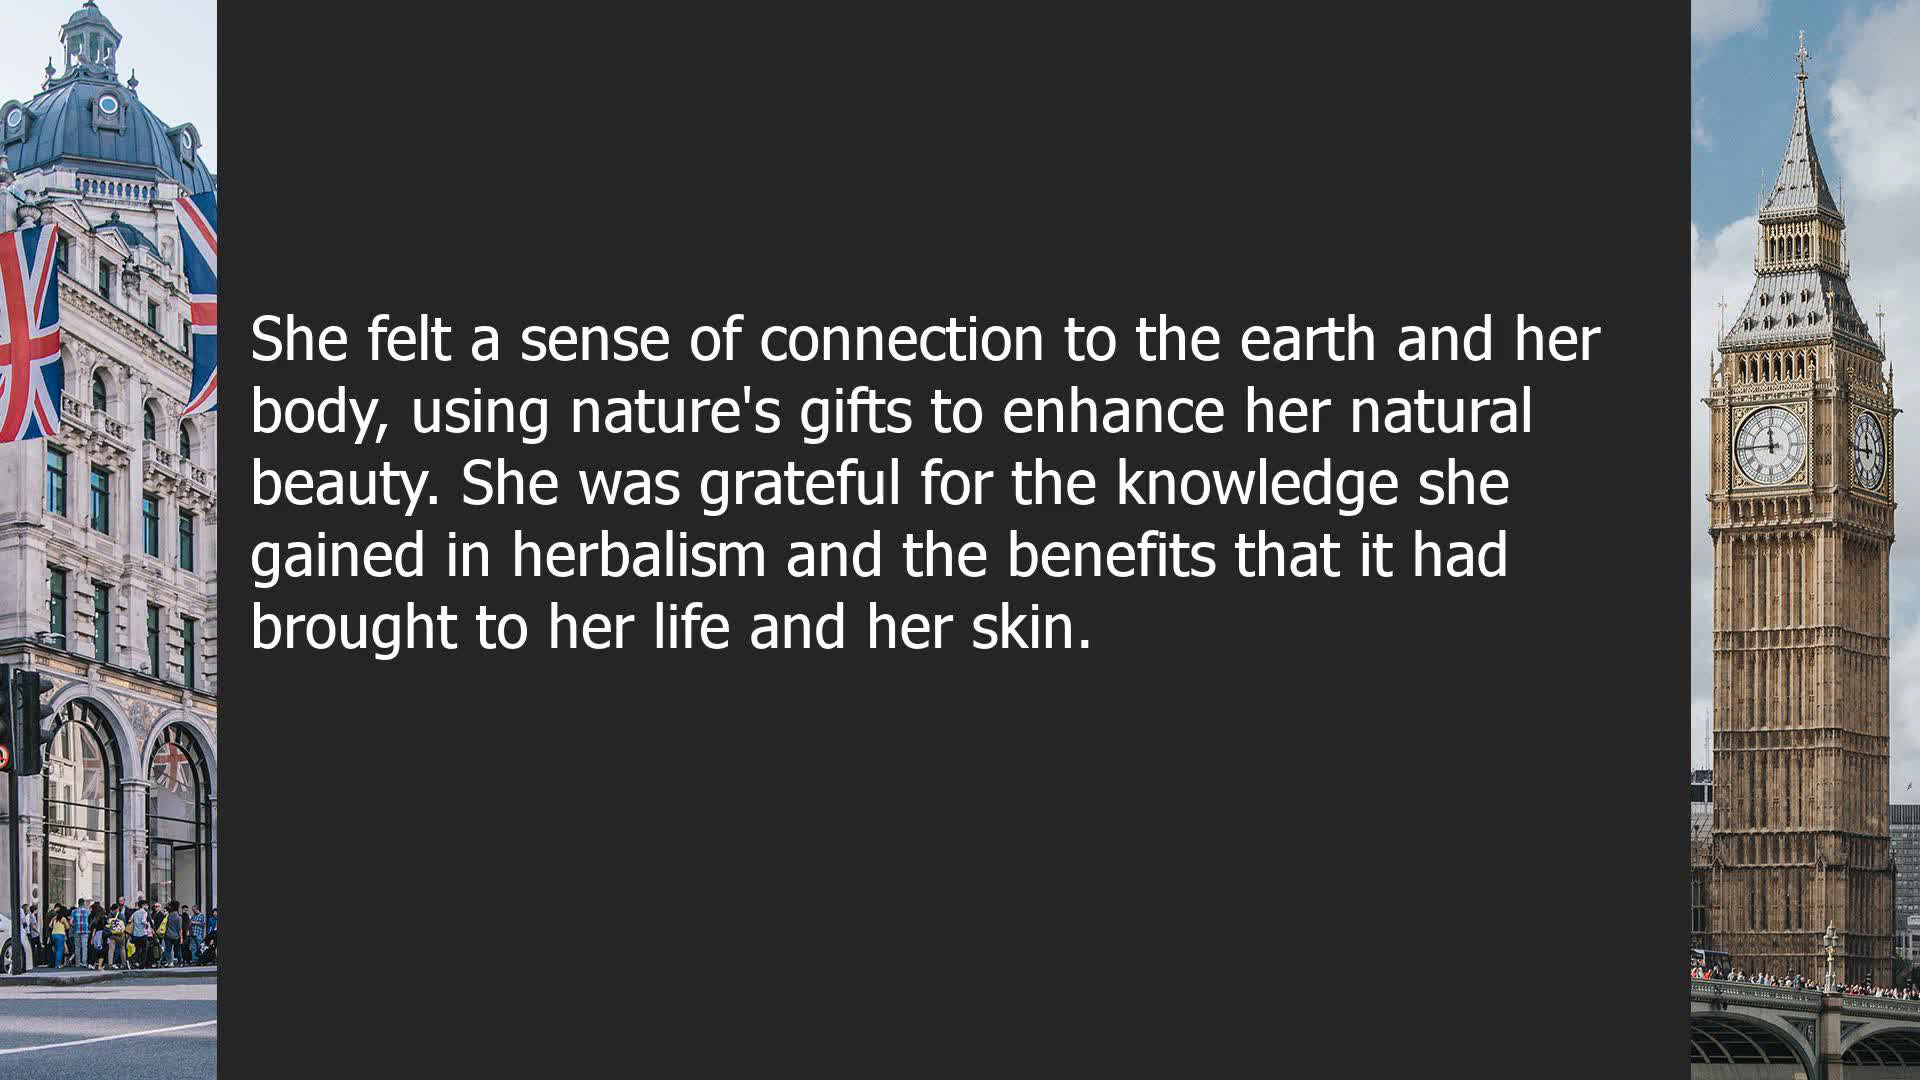 She felt a sense of connection to the earth and her
body, using nature's gifts to enhance her natural
beauty. She was grateful for the knowledge she
gained in herbalism and the benefits that it had
brought to her life and her skin.